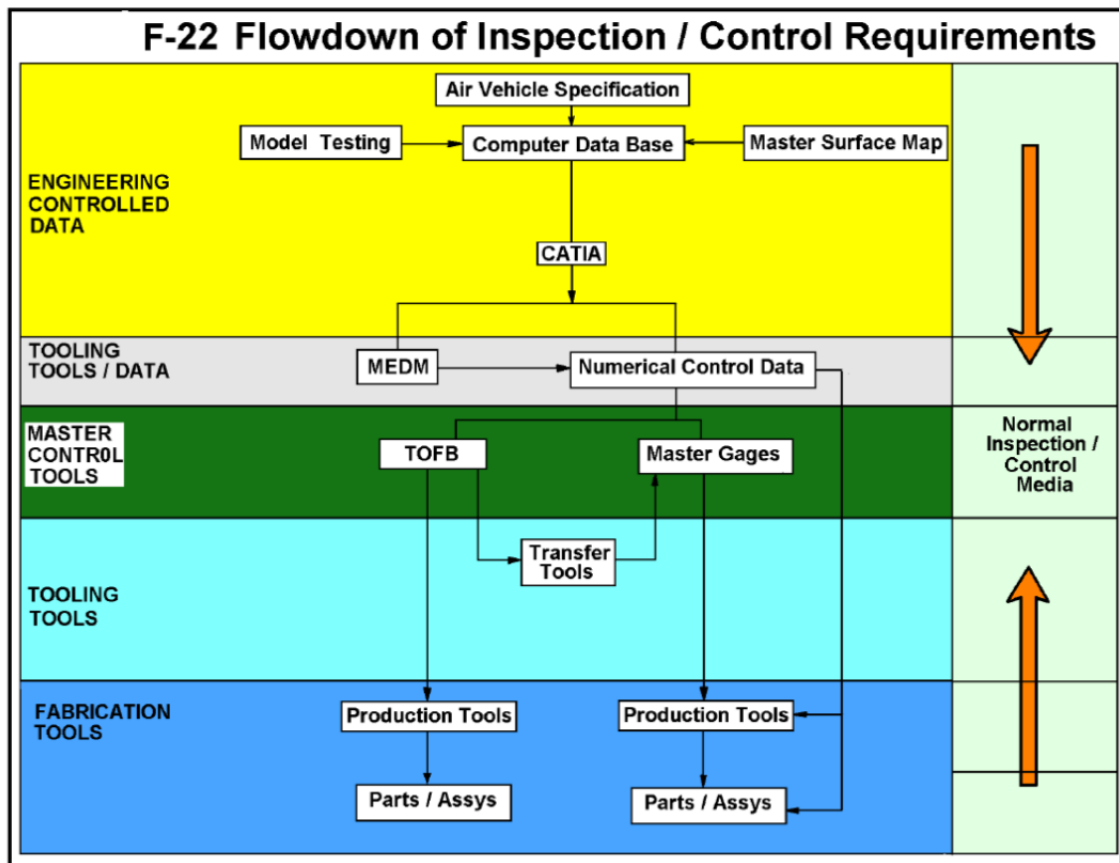 F-22 Flowdown of Inspection / Control Requirements
Air Vehicle Specification
Model Testing
Computer Data Base
Master Surface Map
ENGINEERING
CONTROLLED
DATA
CATIA
TOOLING
TOOLS / DATA
MEDM
Numerical Control Data
MASTER
CONTR0L
TOOLS
TOFB
Master Gages
Normal
Inspection /
Control
Media
Transfer
Tools
TOOLING
TOOLS
FABRICATION
TOOLS
Production Tools
Production Tools
Parts / Assys
Parts / Assys